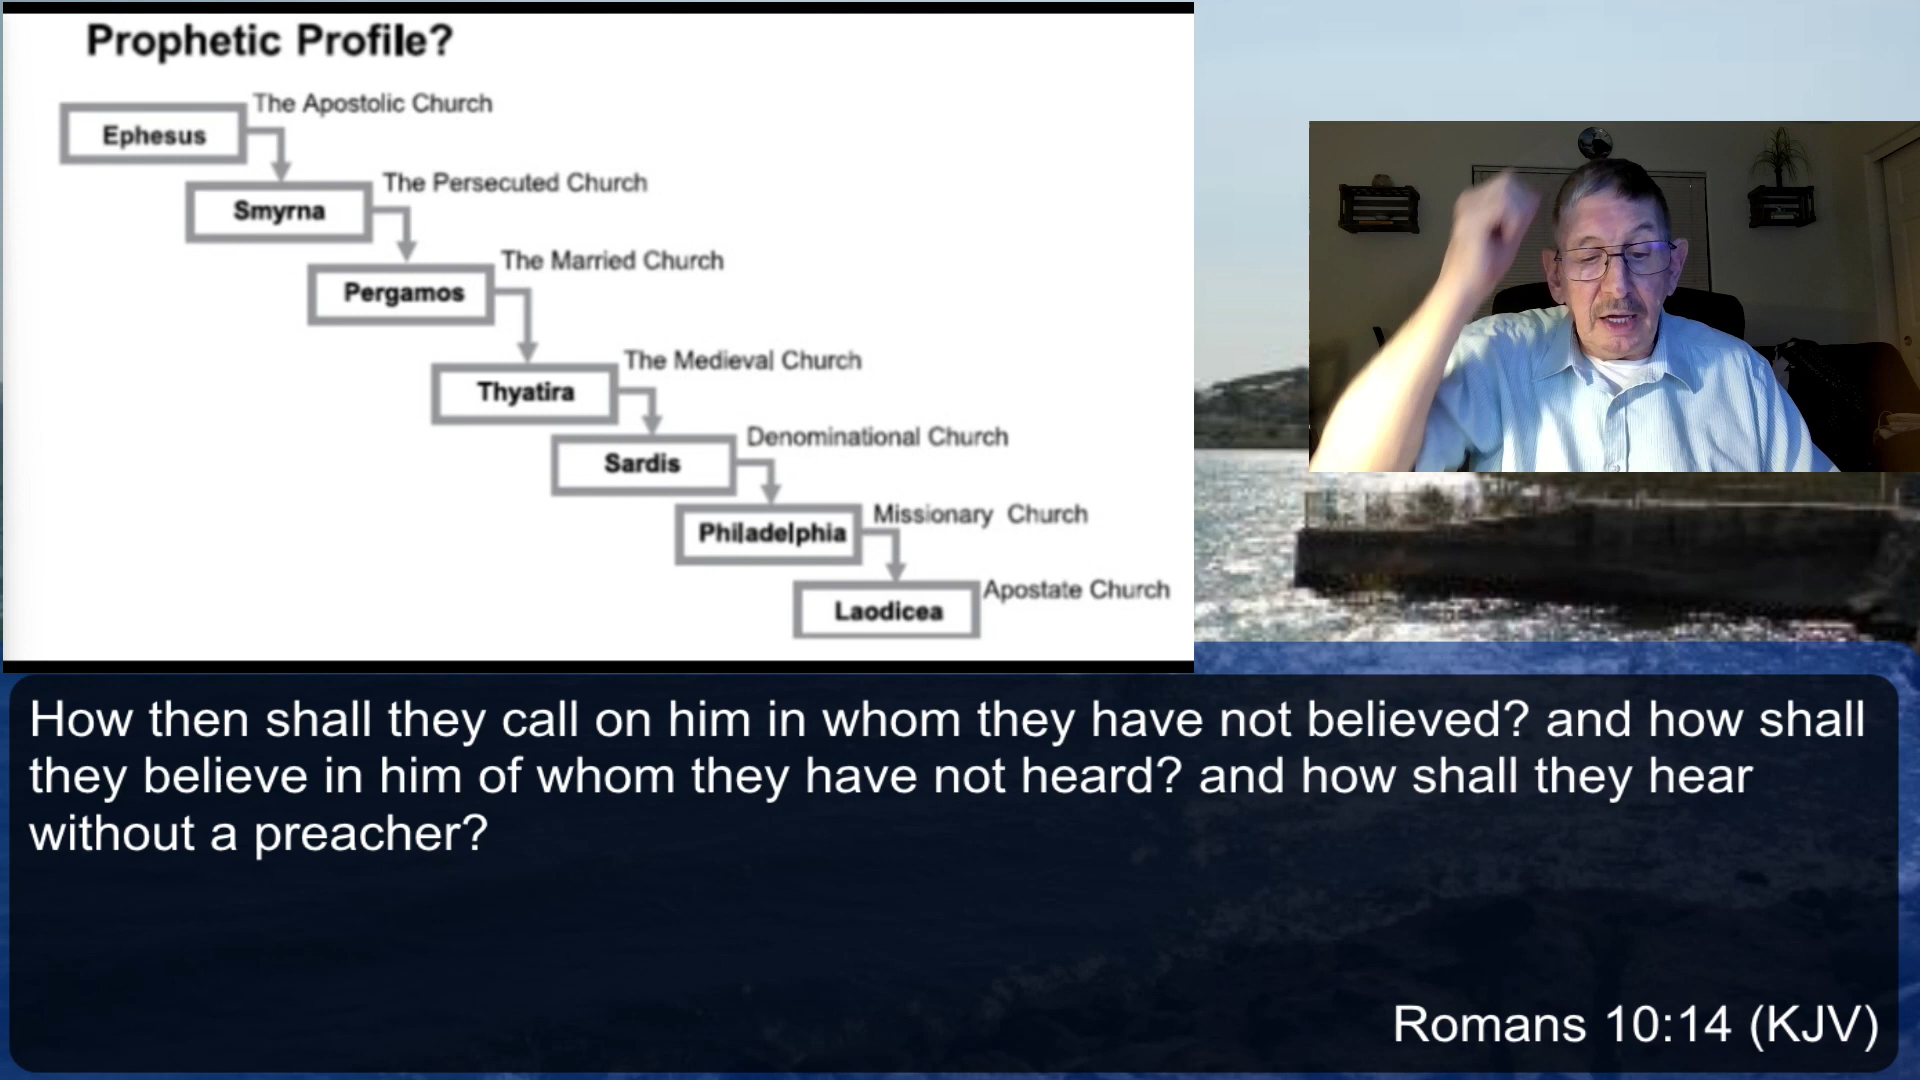 Prophetic Profile?
The Apostolic Church
Ephesus
The Persecuted Church
Smyrna
The Married Church
Pergamos
The Medieval Church
Thyatira
Denominational Church
Sardis
Missionary Church
Philadelphia
Apostate Church
Laodicea
How then shall they call on him in whom they have not believed? and how shall
they believe in him of whom they have not heard? and how shall they hear
without a preacher?
Romans 10:14 (KJV)